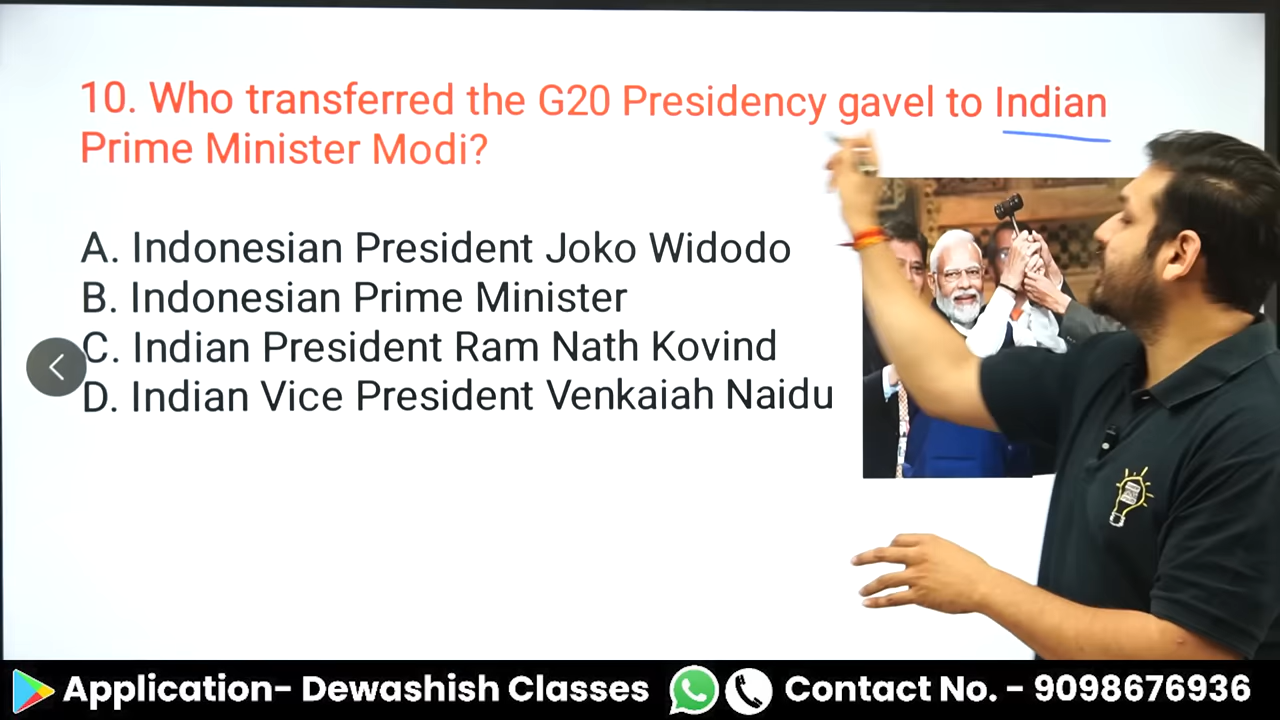 10. Who transferred the G20 Presidency gavel to Indian
Prime Minister Modi?
A. Indonesian President Joko Widodo
B. Indonesian Prime Minister
C. Indian President Ram Nath Kovind
D. Indian Vice President Venkaiah Naidu
Application- Dewashish Classes Contact No. - 9098676936